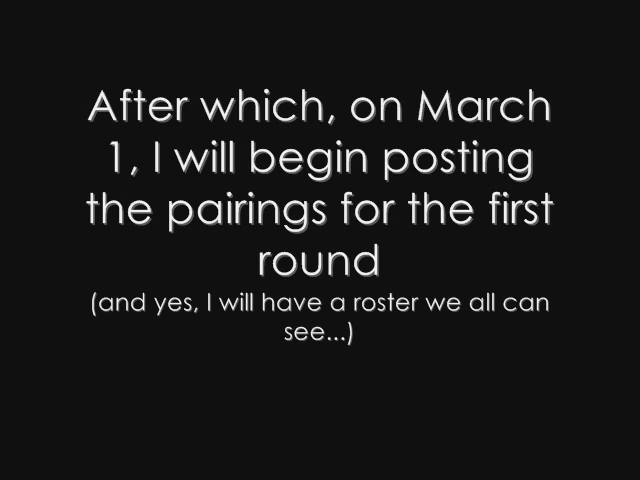 After which, on March
1, I will begin posting
the pairings for the first
round
(and yes, I will have a roster we all can
see...)